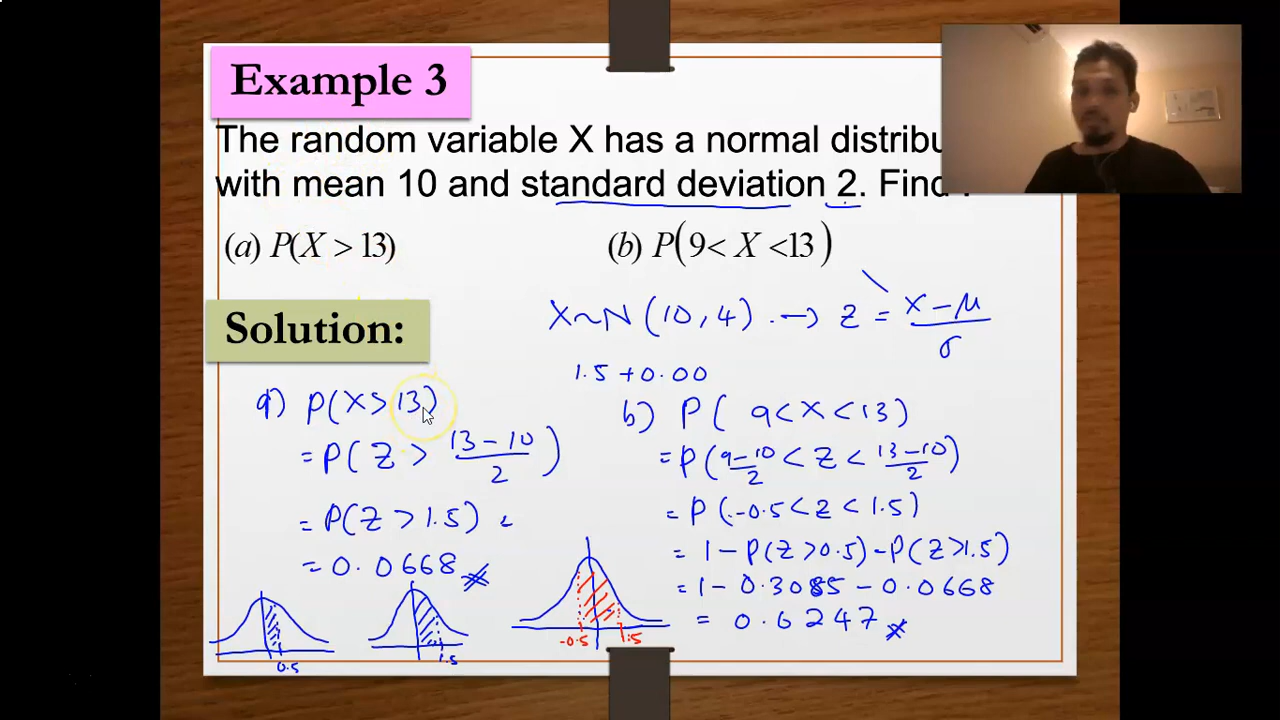 Example 3
The random variable X has a normal distribu
with mean 10 and standard deviation 2. Find
(a) P(X > 13)
(b) P(9< X <13)
Solution:
X~N (10,4) → z = x-μ/σ
1.5 + 0.00
a) P(X > 13)
= P(Z > 13-10/2)
= P(Z > 1.5)
= 0.0668
0.5
1.5
b) P( 9 < X < 13)
= P(9-10/2 < Z < 13-10/2)
= P(-0.5 < Z < 1.5)
= 1 - P(Z > 0.5) - P(Z > 1.5)
= 1 - 0.3085 - 0.0668
= 0.6247
-0.5 1.5